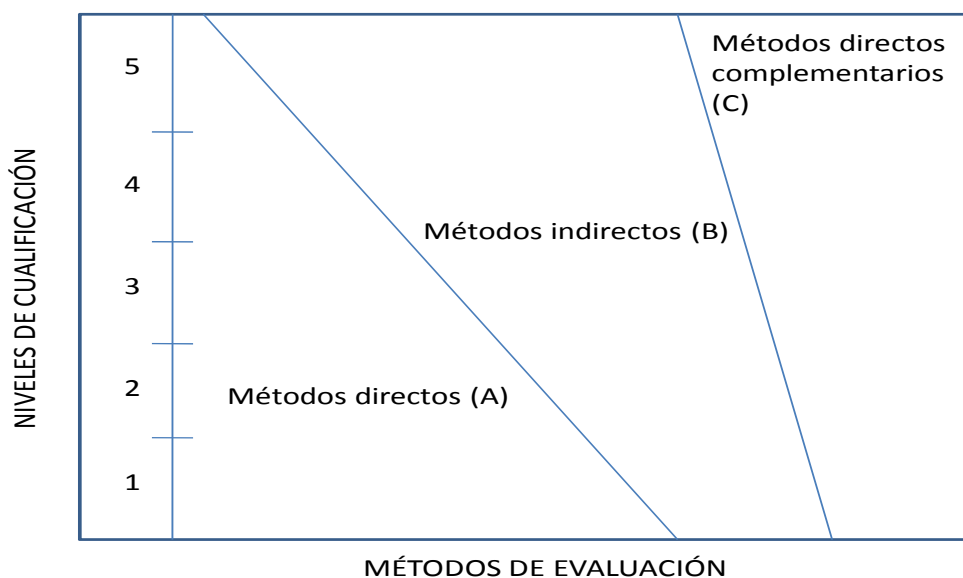 NIVELES DE CUALIFICACIÓN
5
4
3
2
1
Métodos directos
complementarios
(C)
Métodos indirectos (B)
Métodos directos (A)
MÉTODOS DE EVALUACIÓN